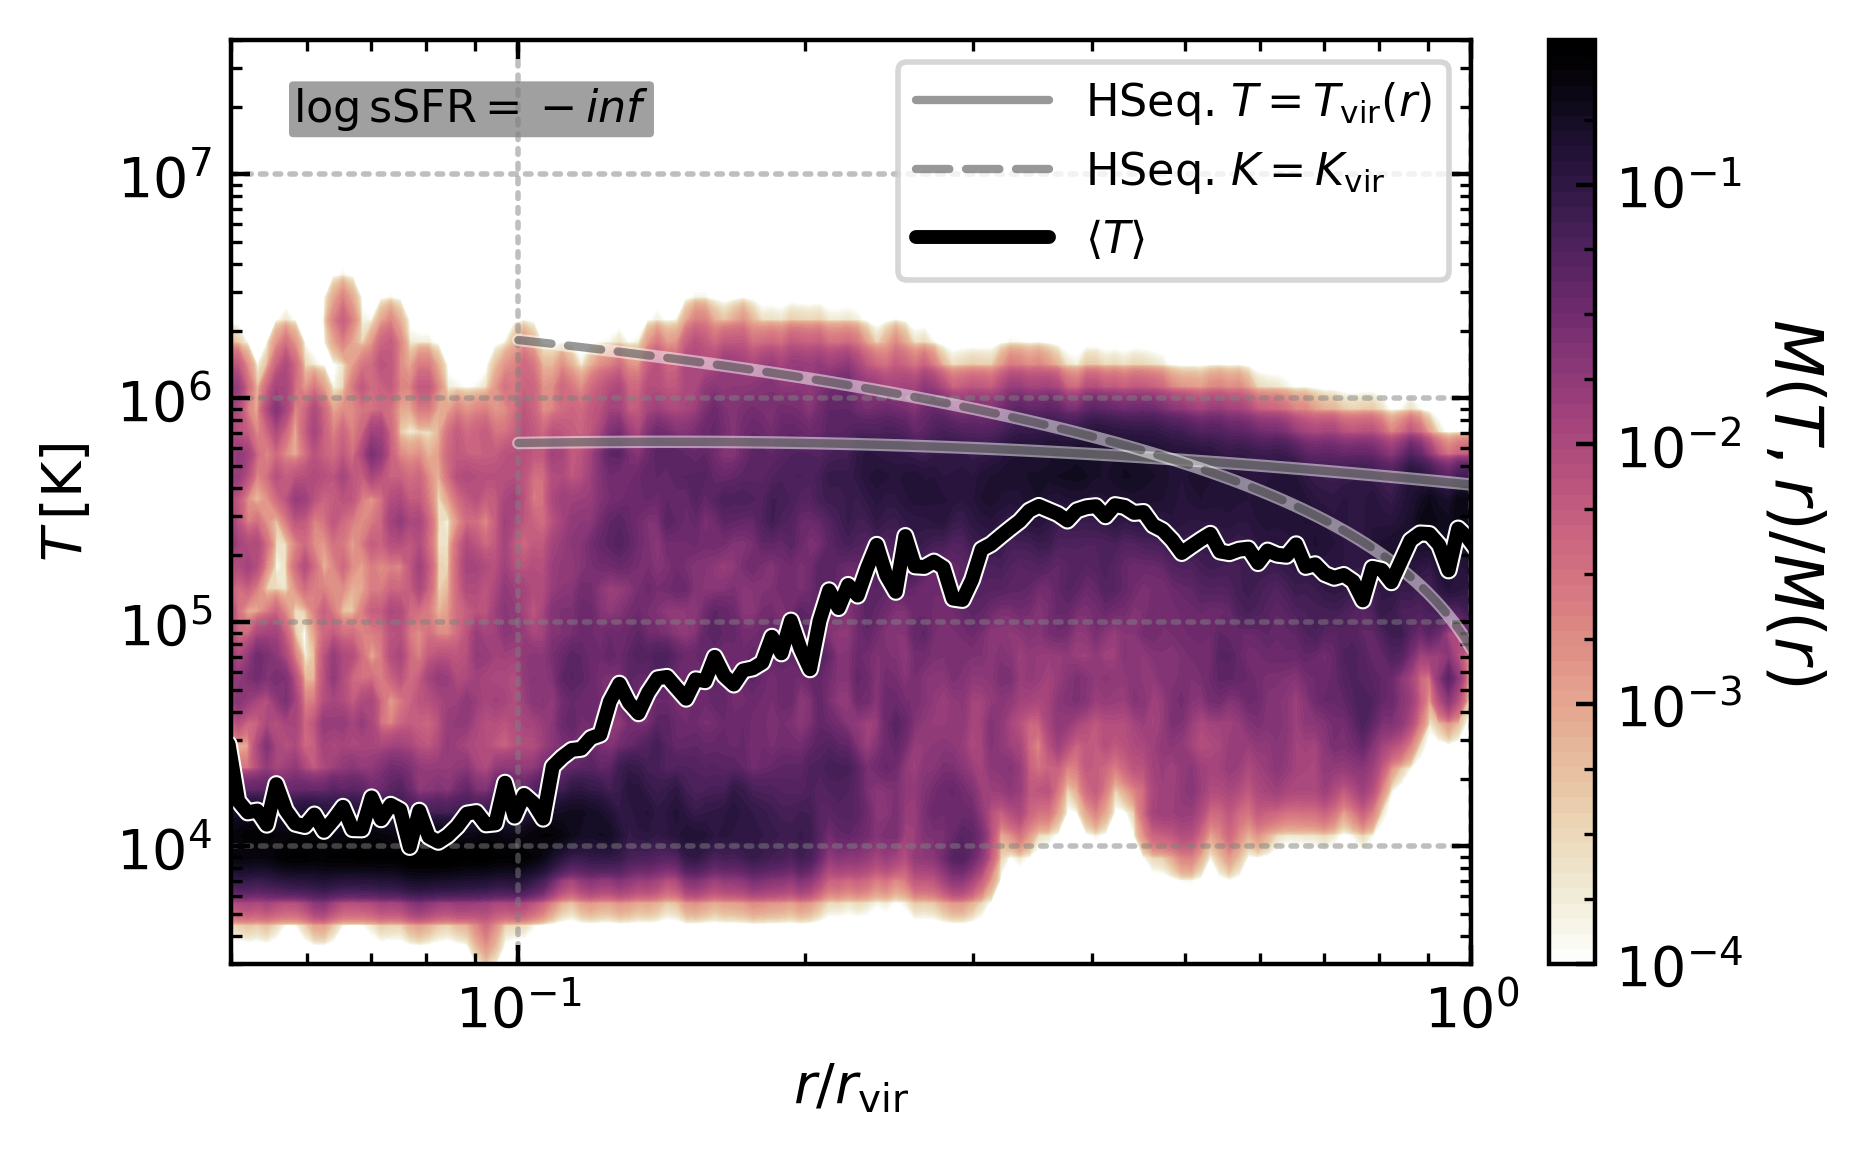 log sSFR = −inf
HSeq. T = T_vir(r)
HSeq. K = K_vir
⟨T⟩
10^7
10^6
10^5
10^4
T [K]
10^−1
10^0
r/r_vir
10^−1
10^−2
10^−3
10^−4
M(T, r)/M(r)